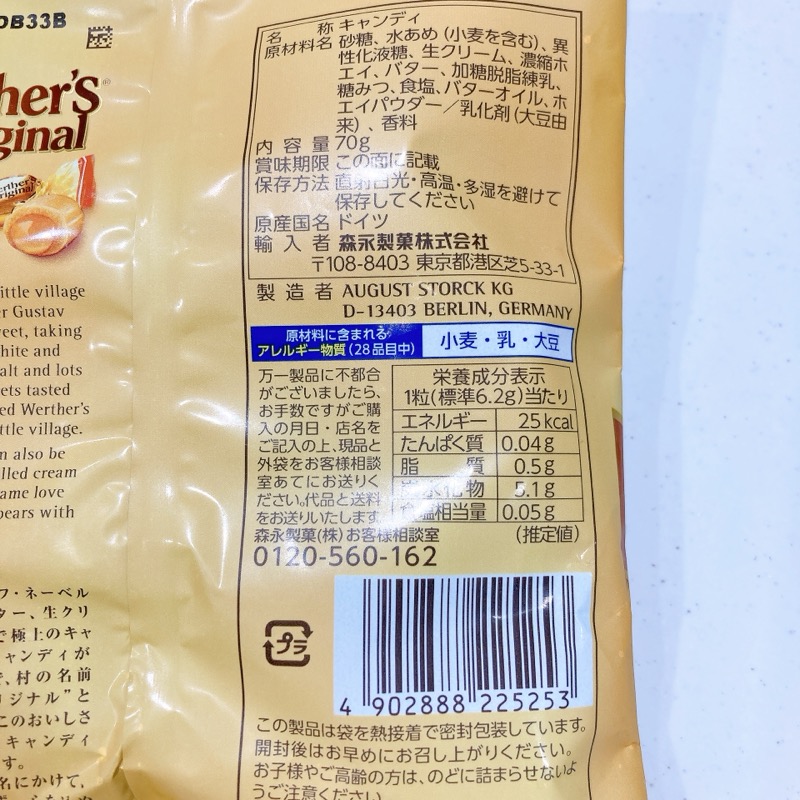 DB33B
her's
ginal
erther's
riginal
ittle village
er Gustav
eet, taking
hite and
alt and lots
ets tasted
ed Werther's
ttle village.
n also be
lled cream
ame love
pears with
フ・ネーベル
ター、生クリ
で極上のキャ
ャンディが
で、村の名前
リジナル”と
このおいしさ
キャンディ
す。
名にかけて、
名称 キャンディ
原材料名 砂糖、水あめ(小麦を含む)、異
性化液糖、生クリーム、濃縮ホ
エイ、バター、加糖脱脂練乳、
糖みつ、食塩、バターオイル、ホ
エイパウダー／乳化剤(大豆由
来)、香料
内容量 70g
賞味期限 この面に記載
保存方法 直射日光・高温・多湿を避けて
保存してください
原産国名 ドイツ
輸入者 森永製菓株式会社
〒108-8403 東京都港区芝5-33-1
製造者 AUGUST STORCK KG
D-13403 BERLIN, GERMANY
原材料に含まれる
アレルギー物質(28品目中)
小麦・乳・大豆
万一製品に不都合
がございましたら、
お手数ですがご購
入の月日・店名を
ご記入の上、現品と
外袋をお客様相談
室あてにお送りく
ださい。代品と送料
をお送りいたします。
森永製菓(株)お客様相談室
0120-560-162
栄養成分表示
1粒(標準6.2g)当たり
エネルギー 25kcal
たんぱく質 0.04g
脂質 0.5g
炭水化物 5.1g
食塩相当量 0.05g
(推定値)
プラ
4 902888 225253
この製品は袋を熱接着で密封包装しています。
開封後はお早めにお召し上がりください。
お子様やご高齢の方は、のどに詰まらせないよ
うご注意ください